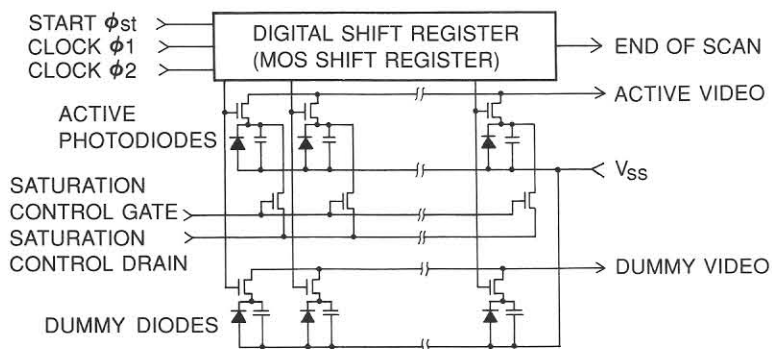 START ϕst
CLOCK ϕ1
CLOCK ϕ2
DIGITAL SHIFT REGISTER
(MOS SHIFT REGISTER)
END OF SCAN
ACTIVE VIDEO
ACTIVE
PHOTODIODES
VSS
SATURATION
CONTROL GATE
SATURATION
CONTROL DRAIN
DUMMY VIDEO
DUMMY DIODES